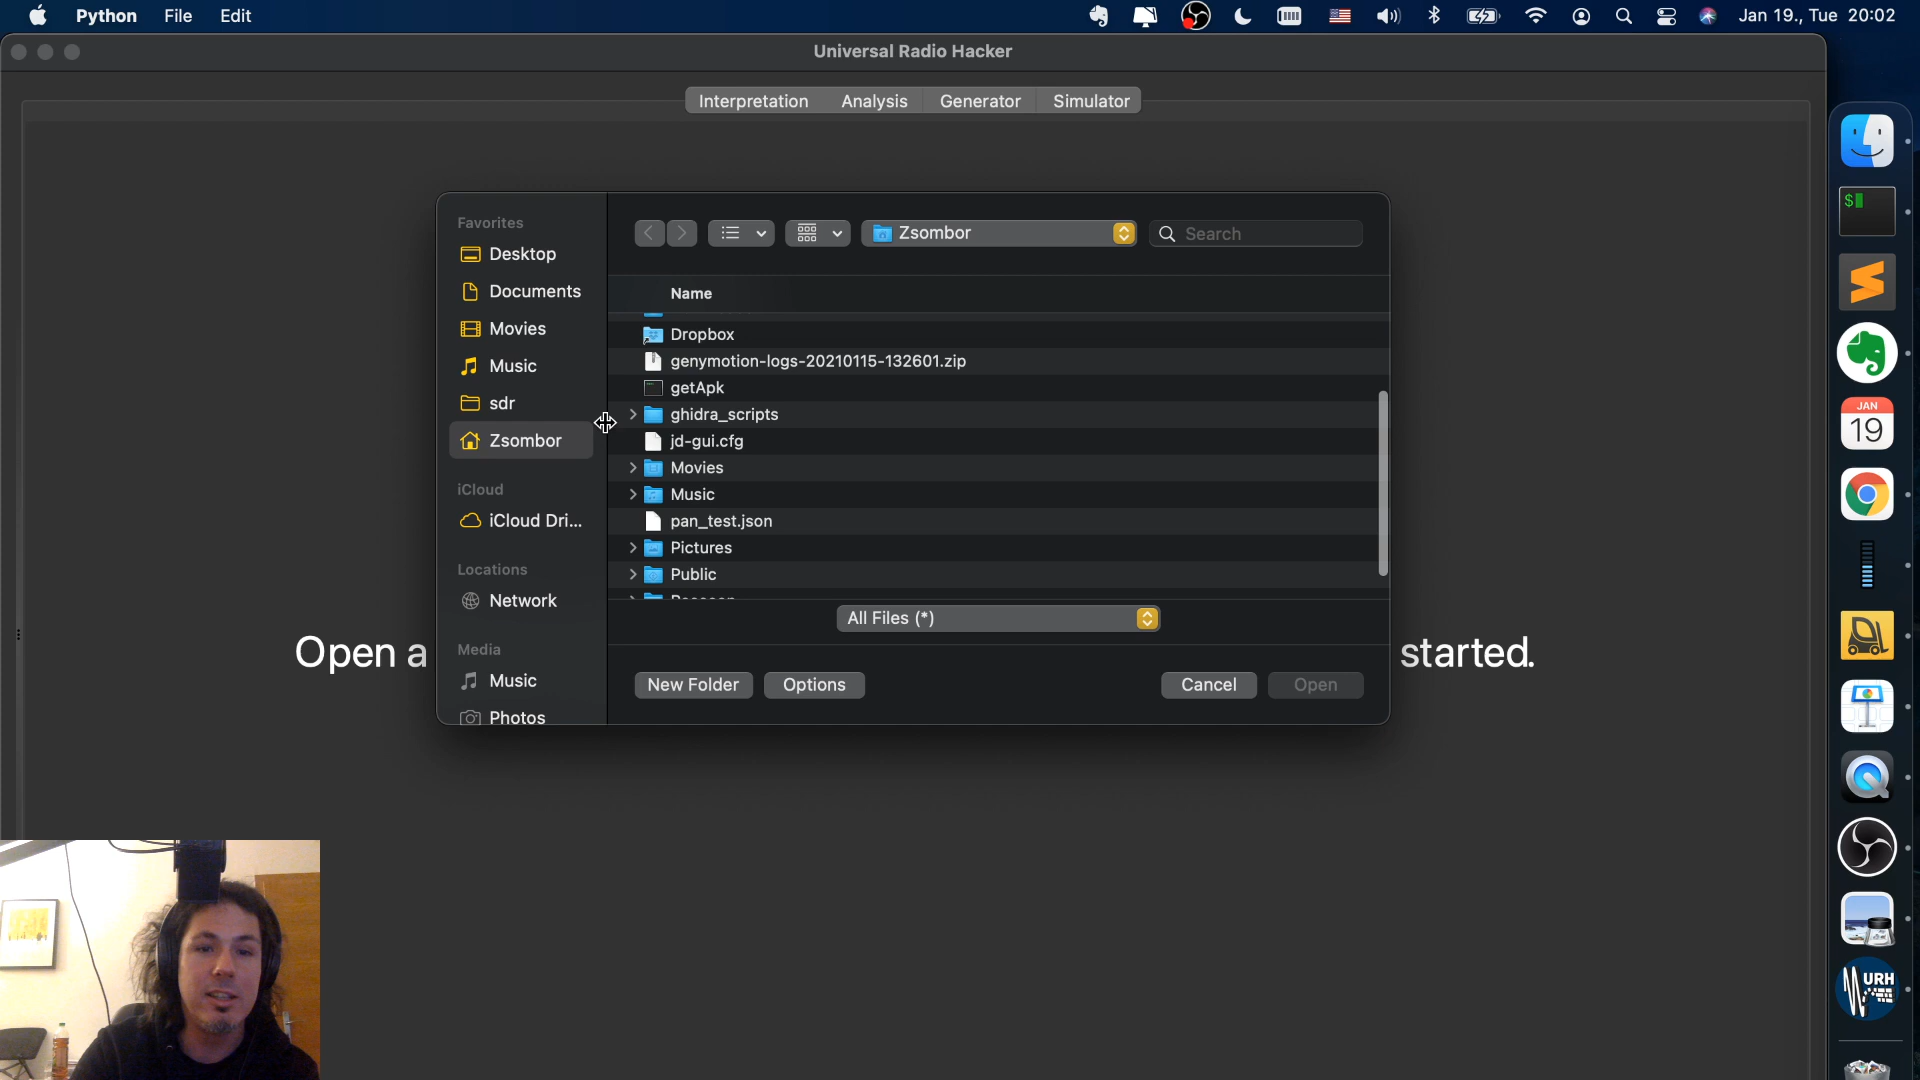 Python File Edit
Jan 19., Tue 20:02
Universal Radio Hacker
Interpretation Analysis Generator Simulator
Favorites
Desktop
Documents
Movies
Music
sdr
Zsombor
iCloud
iCloud Dri...
Locations
Network
Media
Music
Photos
Zsombor
Search
Name
Dropbox
genymotion-logs-20210115-132601.zip
getApk
ghidra_scripts
jd-gui.cfg
Movies
Music
pan_test.json
Pictures
Public
All Files (*)
New Folder Options Cancel Open
Open a
started.
$
JAN
19
URH